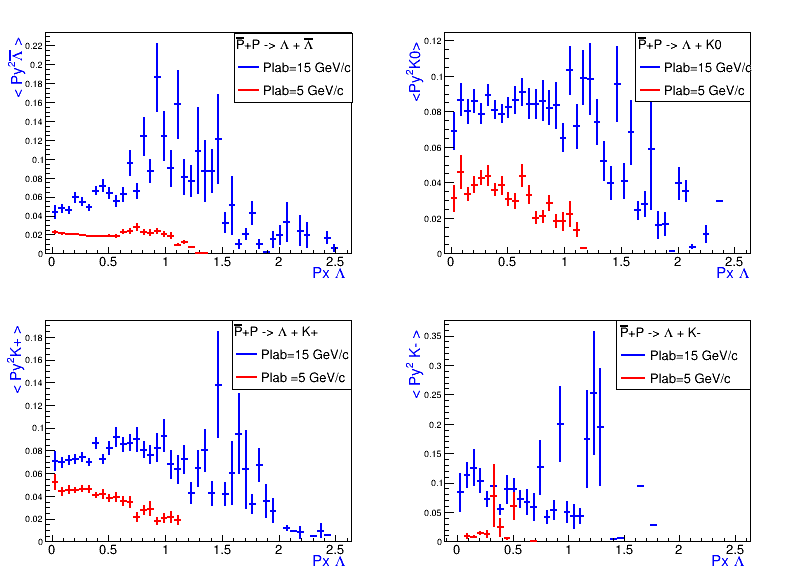 < Py²Λ̅ >
P̅+P -> Λ + Λ̅
Plab=15 GeV/c
Plab=5 GeV/c
0.22
0.2
0.18
0.16
0.14
0.12
0.1
0.08
0.06
0.04
0.02
0
0 0.5 1 1.5 2 2.5
Px Λ
<Py²K0>
P̅+P -> Λ + K0
Plab=15 GeV/c
Plab=5 GeV/c
0.12
0.1
0.08
0.06
0.04
0.02
0
0 0.5 1 1.5 2 2.5
Px Λ
< Py²K+ >
P̅+P -> Λ + K+
Plab=15 GeV/c
Plab =5 GeV/c
0.18
0.16
0.14
0.12
0.1
0.08
0.06
0.04
0.02
0
0 0.5 1 1.5 2 2.5
Px Λ
< Py² K- >
P̅+P -> Λ + K-
Plab=15 GeV/c
Plab=5 GeV/c
0.35
0.3
0.25
0.2
0.15
0.1
0.05
0
0 0.5 1 1.5 2 2.5
Px Λ